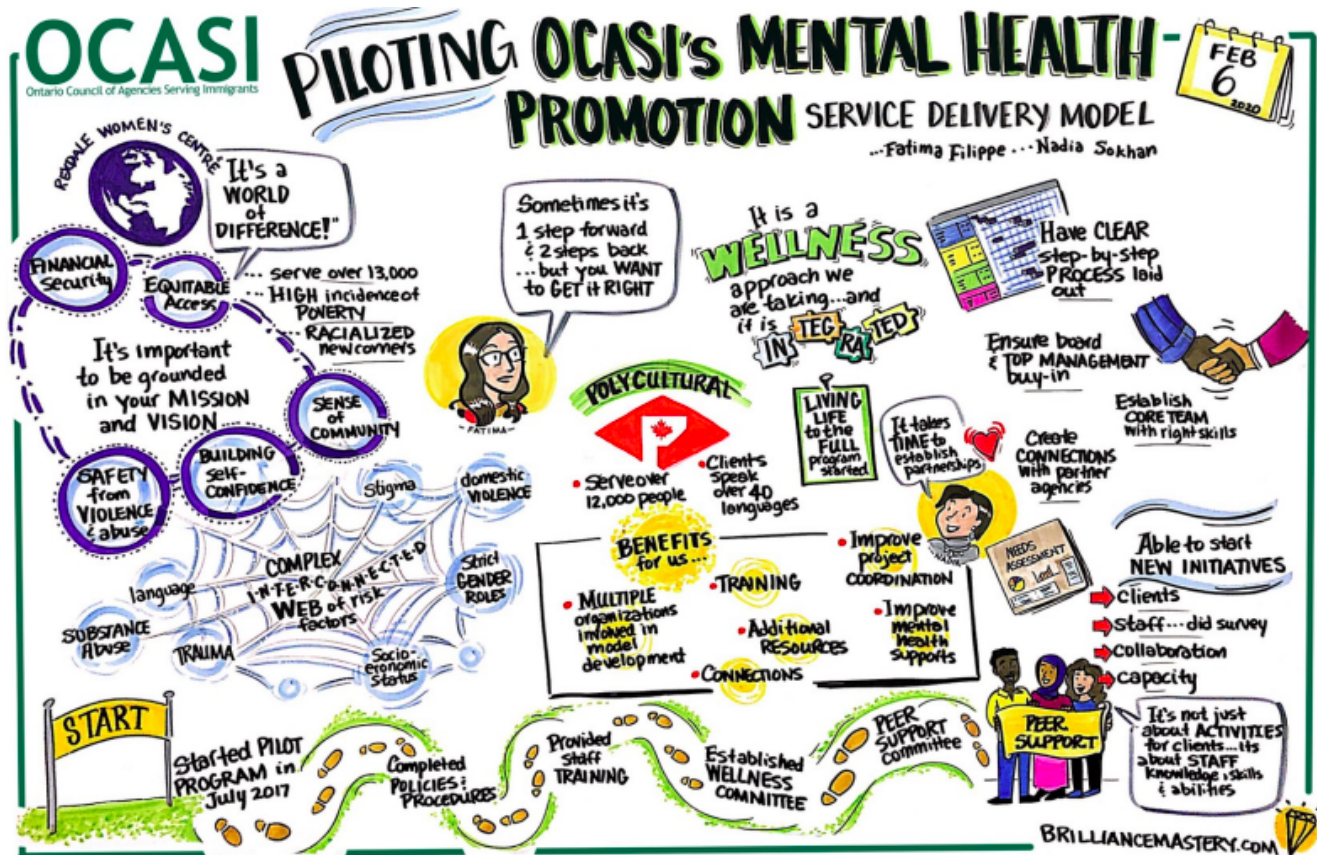 OCASI
Ontario Council of Agencies Serving Immigrants
PILOTING OCASI's MENTAL HEALTH
PROMOTION SERVICE DELIVERY MODEL
...Fatima Filippe ... Nadia Sokhan
FEB
6
2020
REXDALE WOMEN'S CENTRE
It's a
WORLD
of
DIFFERENCE!"
FINANCIAL
Security
EQUITABLE
Access
... serve over 13,000
... HIGH incidence of
POVERTY
... RACIALIZED
newcomers
It's important
to be grounded
in your MISSION
and VISION
SENSE
of
COMMUNITY
BUILDING
Self-
CONFIDENCE
SAFETY
from
VIOLENCE
& abuse
Stigma
domestic
VIOLENCE
COMPLEX
I-N-T-E-R-C-O-N-N-E-C-T-E-D
WEB of risk
factors
Strict
GENDER
ROLES
language
SUBSTANCE
Abuse
TRAUMA
Socio-
economic
Status
Sometimes it's
1 step forward
& 2 steps back
...but you WANT
to GET it RIGHT
-FATIMA-
It is a
WELLNESS
approach we
are taking...and
it is IN TEG RA TED
Have CLEAR
step-by-step
PROCESS laid
out
Ensure board
& TOP MANAGEMENT
buy-in
Establish
CORE TEAM
with right skills
Create
CONNECTIONS
with partner
agencies
POLYCULTURAL
P
• Serve over
12,000 people
• Clients
speak
over 40
languages
LIVING
LIFE
to the
FULL
program
started
It takes
TIME to
establish
partnerships
BENEFITS
for us...
• MULTIPLE
organizations
involved in
model
development
• TRAINING
• Additional
RESOURCES
• CONNECTIONS
• Improve
project
COORDINATION
• Improve
mental
health
supports
NEEDS
ASSESSMENT
Able to start
NEW INITIATIVES
clients
staff...did survey
collaboration
capacity
PEER
SUPPORT
It's not just
about ACTIVITIES
for clients...its
about STAFF
knowledge, skills
& abilities
START
Started PILOT
PROGRAM in
July 2017
Completed
POLICIES &
PROCEDURES
Provided
Staff
TRAINING
Established
WELLNESS
COMMITTEE
PEER
SUPPORT
Committee
BRILLIANCEMASTERY.COM